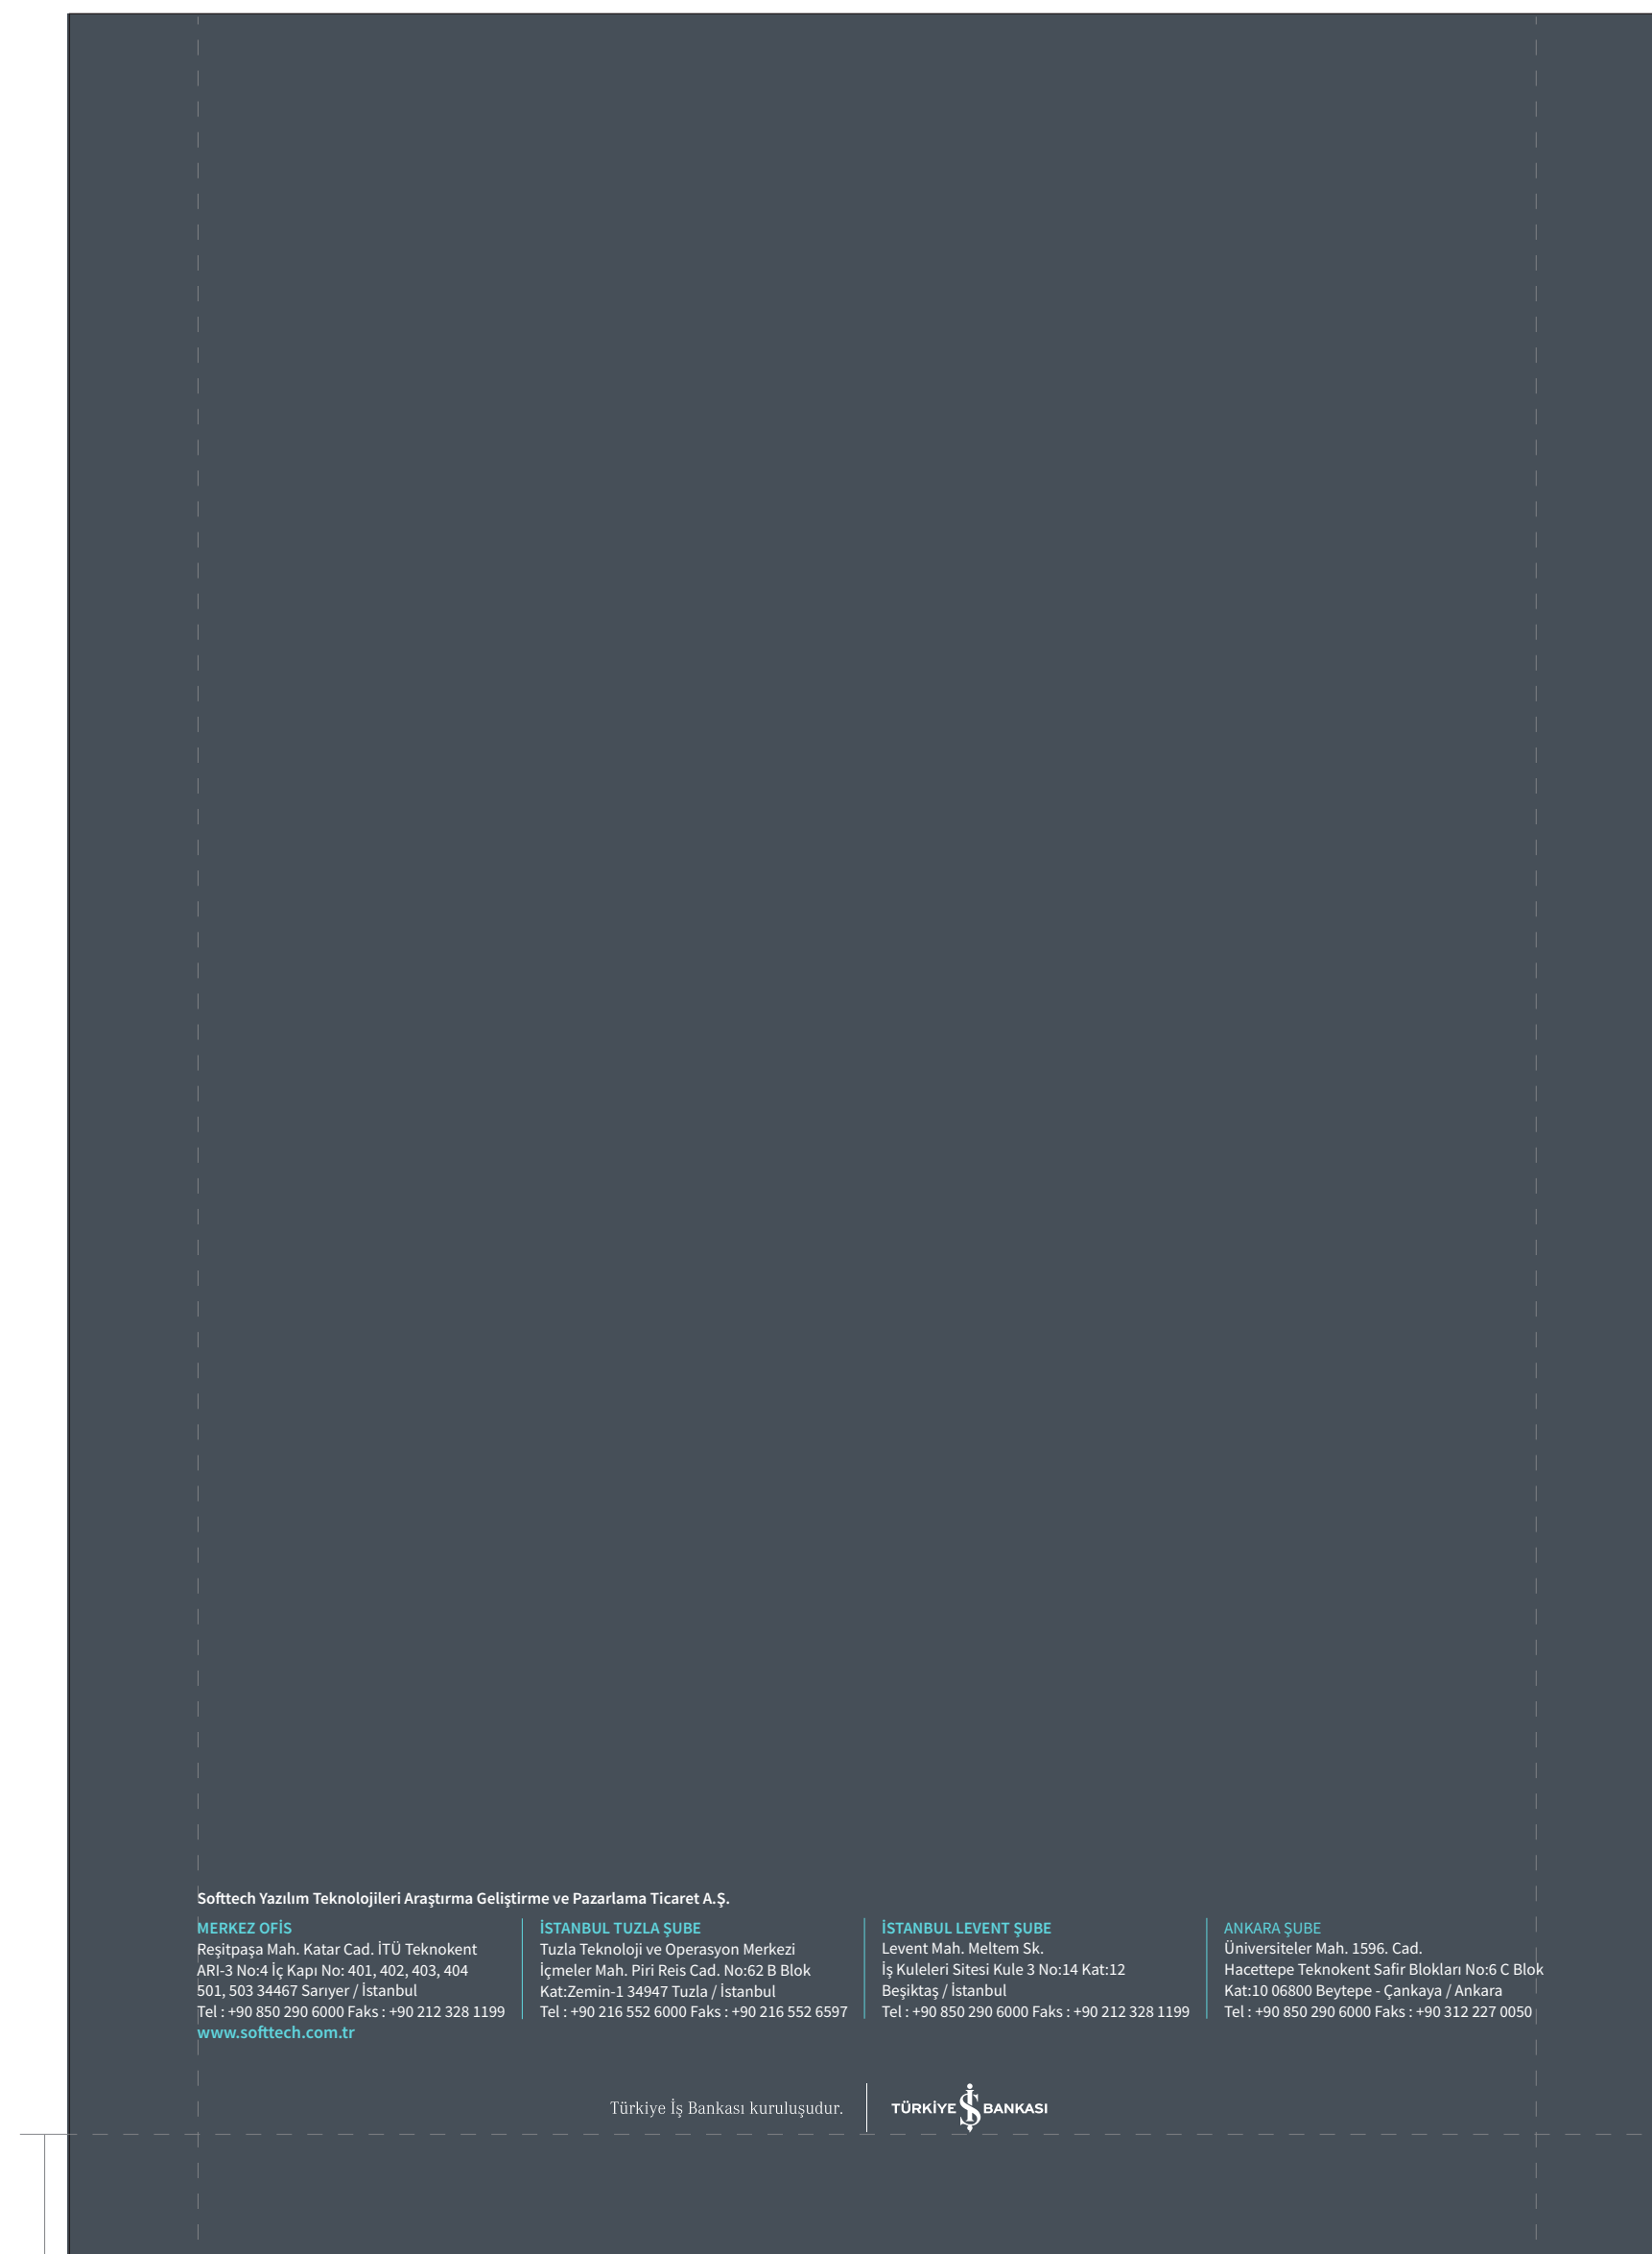 Softtech Yazılım Teknolojileri Araştırma Geliştirme ve Pazarlama Ticaret A.Ş.
MERKEZ OFİS
Reşitpaşa Mah. Katar Cad. İTÜ Teknokent
ARI-3 No:4 İç Kapı No: 401, 402, 403, 404
501, 503 34467 Sarıyer / İstanbul
Tel : +90 850 290 6000 Faks : +90 212 328 1199
www.softtech.com.tr
İSTANBUL TUZLA ŞUBE
Tuzla Teknoloji ve Operasyon Merkezi
İçmeler Mah. Piri Reis Cad. No:62 B Blok
Kat:Zemin-1 34947 Tuzla / İstanbul
Tel : +90 216 552 6000 Faks : +90 216 552 6597
İSTANBUL LEVENT ŞUBE
Levent Mah. Meltem Sk.
İş Kuleleri Sitesi Kule 3 No:14 Kat:12
Beşiktaş / İstanbul
Tel : +90 850 290 6000 Faks : +90 212 328 1199
ANKARA ŞUBE
Üniversiteler Mah. 1596. Cad.
Hacettepe Teknokent Safir Blokları No:6 C Blok
Kat:10 06800 Beytepe - Çankaya / Ankara
Tel : +90 850 290 6000 Faks : +90 312 227 0050
Türkiye İş Bankası kuruluşudur.
TÜRKİYE İŞ BANKASI